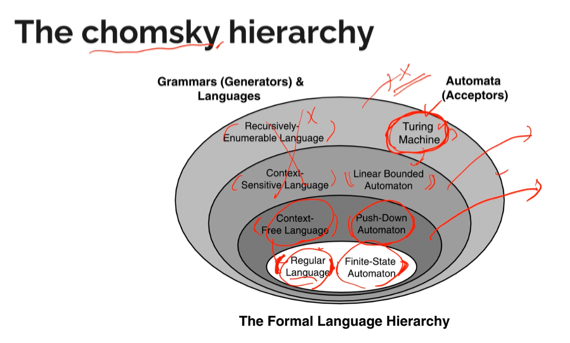 The chomsky hierarchy
Grammars (Generators) &
Languages
Automata
(Acceptors)
Recursively-
Enumerable Language
Turing
Machine
Context-
Sensitive Language
Linear Bounded
Automaton
Context-
Free Language
Push-Down
Automaton
Regular
Language
Finite-State
Automaton
The Formal Language Hierarchy